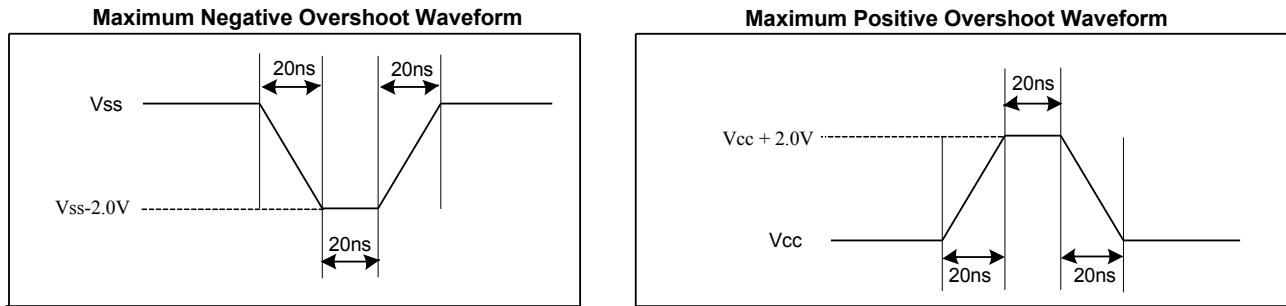 Maximum Negative Overshoot Waveform
20ns
20ns
Vss
Vss-2.0V
20ns
Maximum Positive Overshoot Waveform
20ns
Vcc + 2.0V
Vcc
20ns
20ns